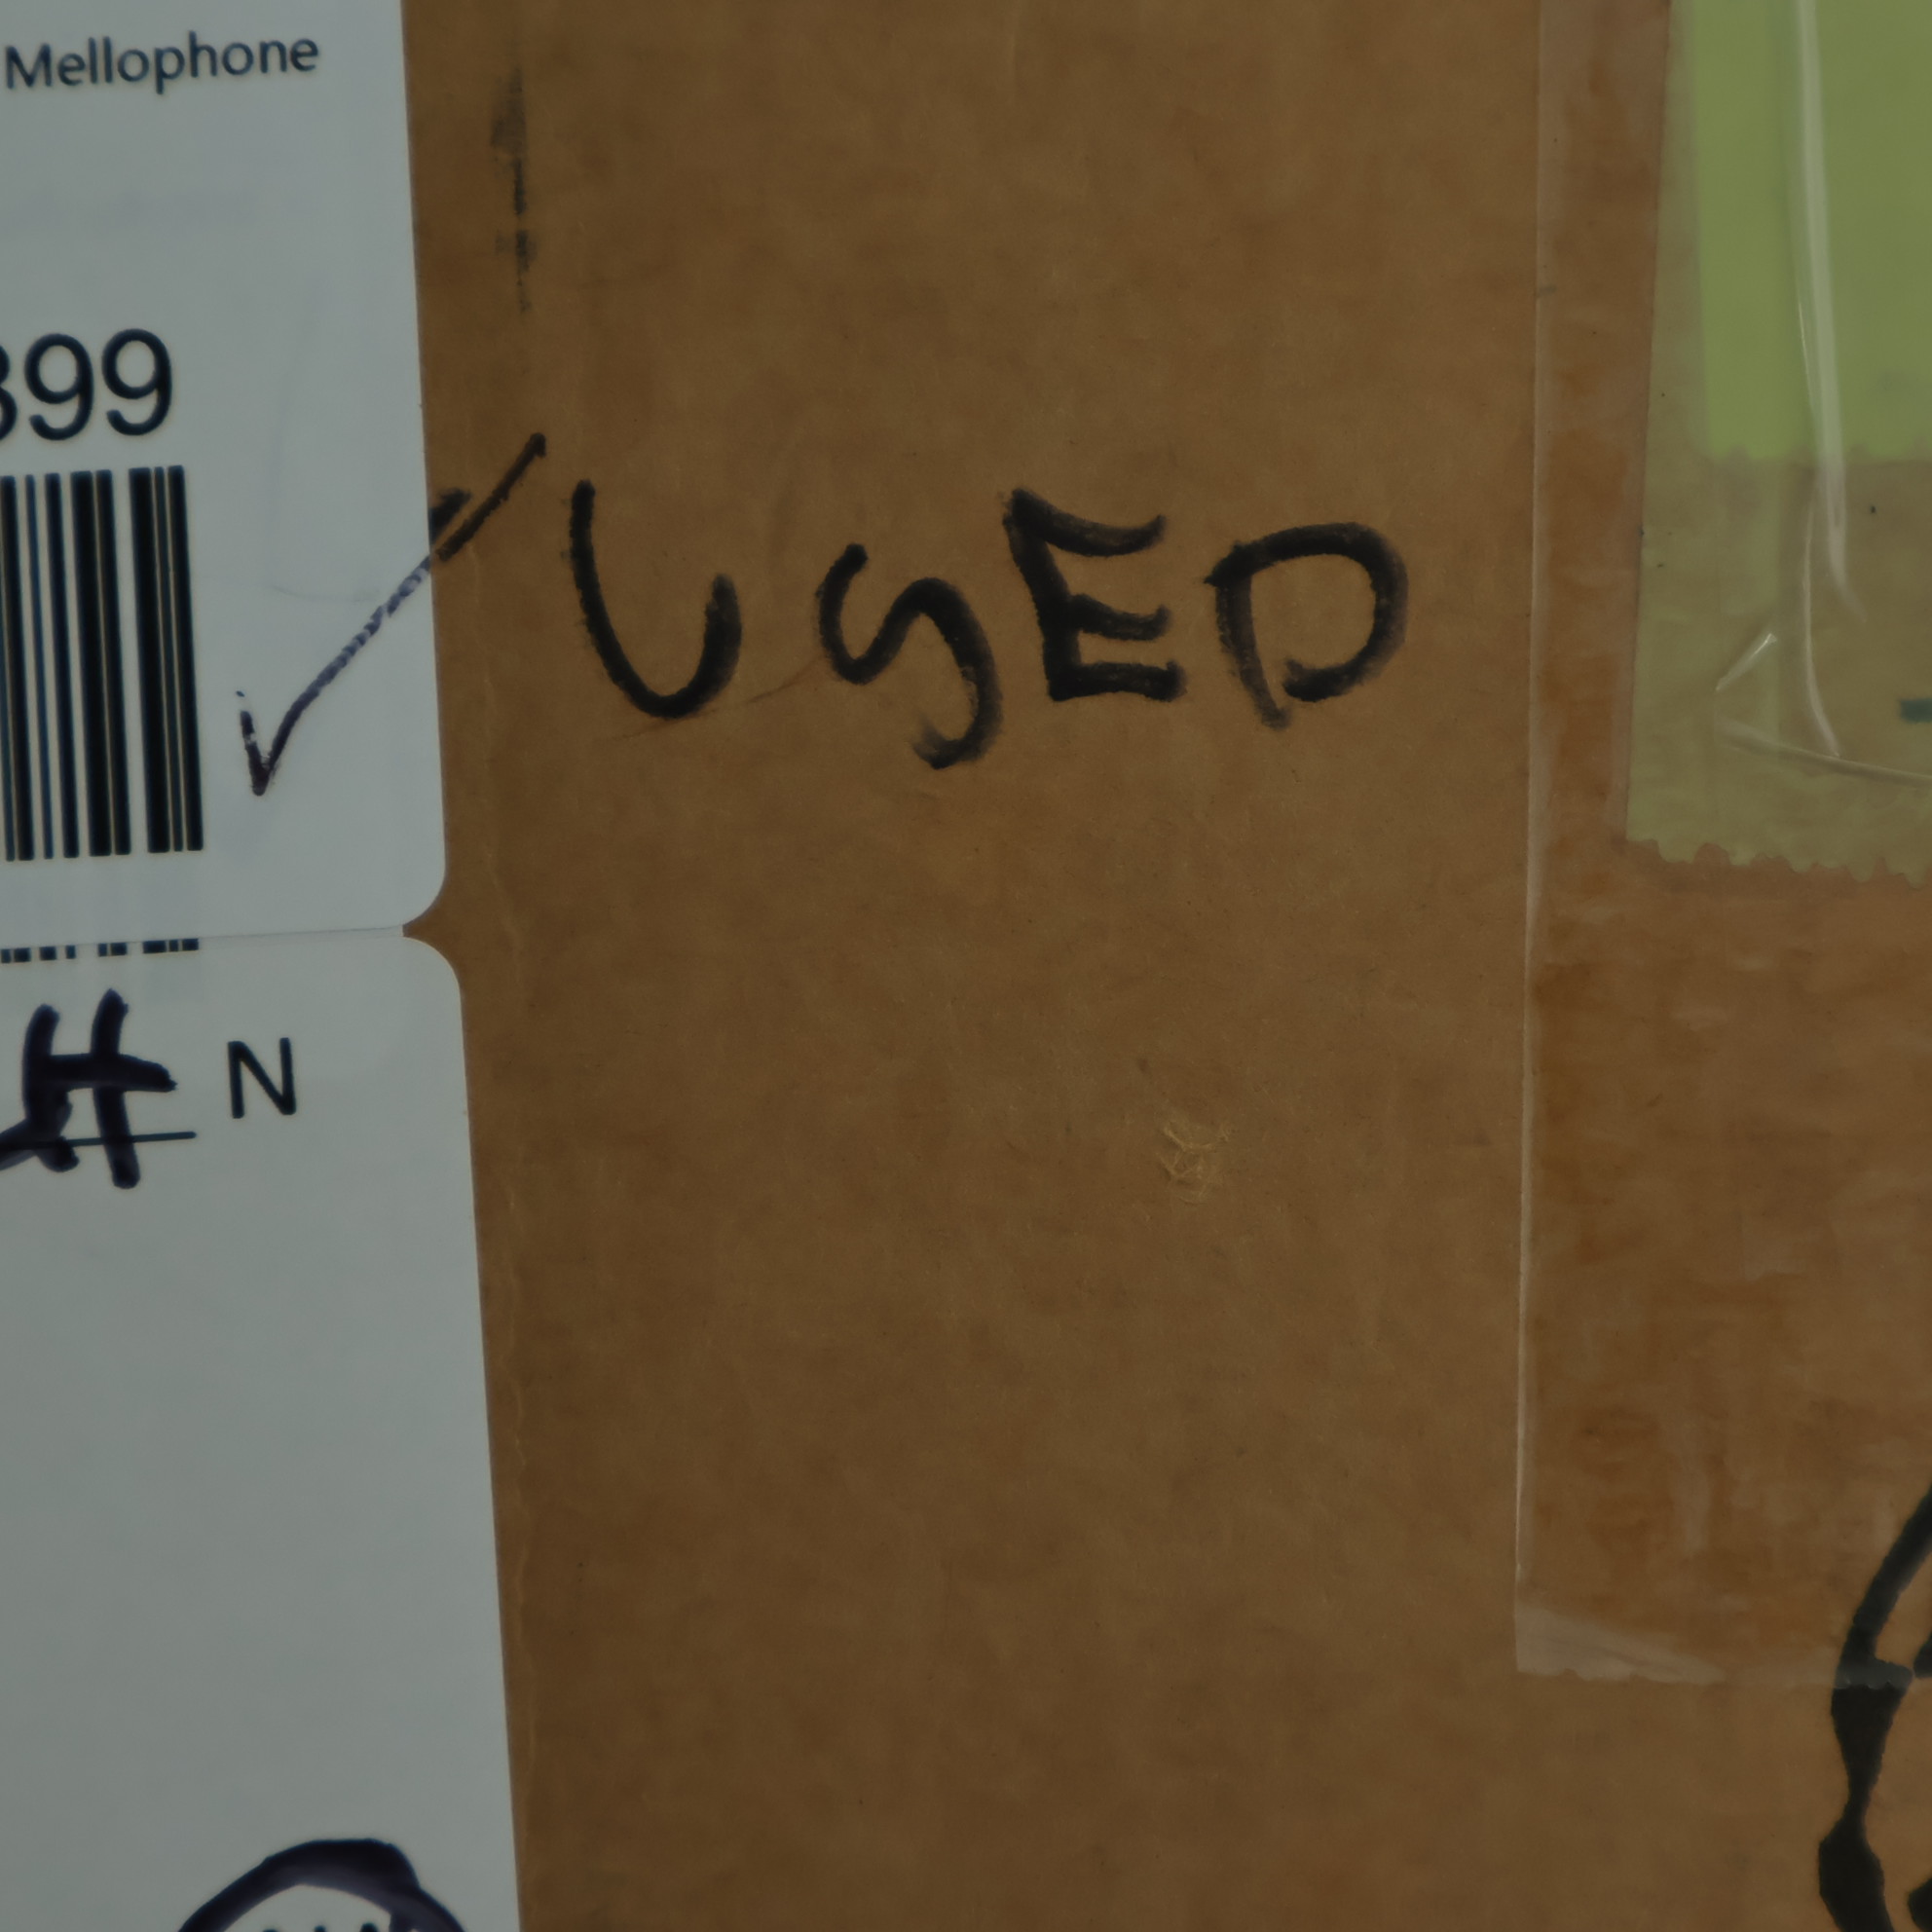 Mellophone
399
USED
# N